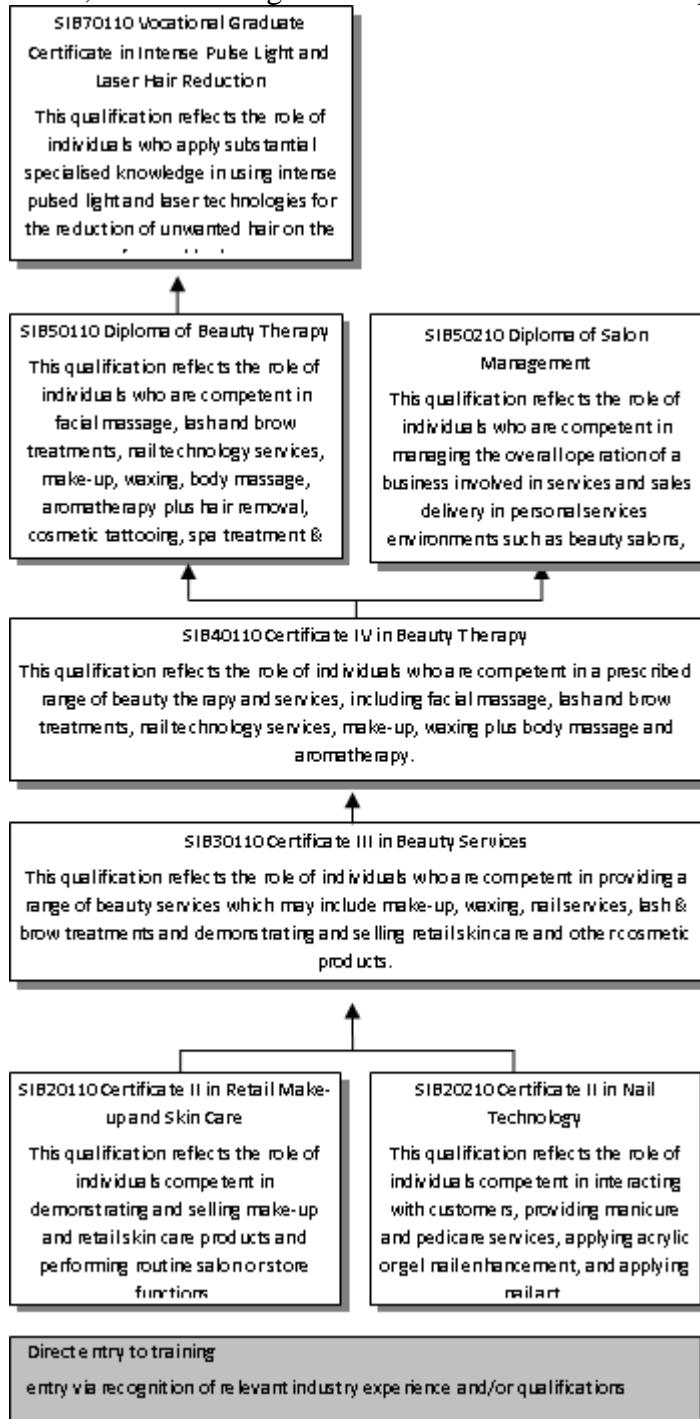 SIB70110 Vocational Graduate
Certificate in Intense Pulse Light and
Laser Hair Reduction
This qualification reflects the role of
individuals who apply substantial
specialised knowledge in using intense
pulsed light and laser technologies for
the reduction of unwanted hair on the
SIB50110 Diploma of Beauty Therapy
This qualification reflects the role of
individuals who are competent in
facial massage, lash and brow
treatments, nail technology services,
make-up, waxing, body massage,
aromatherapy plus hair removal,
cosmetic tattooing, spa treatment &
SIB50210 Diploma of Salon
Management
This qualification reflects the role of
individuals who are competent in
managing the overall operation of a
business involved in services and sales
delivery in personal services
environments such as beauty salons,
SIB40110 Certificate IV in Beauty Therapy
This qualification reflects the role of individuals who are competent in a prescribed
range of beauty therapy and services, including facial massage, lash and brow
treatments, nail technology services, make-up, waxing plus body massage and
aromatherapy.
SIB30110 Certificate III in Beauty Services
This qualification reflects the role of individuals who are competent in providing a
range of beauty services which may include make-up, waxing, nail services, lash &
brow treatments and demonstrating and selling retail skin care and other cosmetic
products.
SIB20110 Certificate II in Retail Make-
up and Skin Care
This qualification reflects the role of
individuals competent in
demonstrating and selling make-up
and retail skin care products and
performing routine salon or store
functions
SIB20210 Certificate II in Nail
Technology
This qualification reflects the role of
individuals competent in interacting
with customers, providing manicure
and pedicare services, applying acrylic
or gel nail enhancement, and applying
nail art
Direct entry to training
entry via recognition of relevant industry experience and/or qualifications